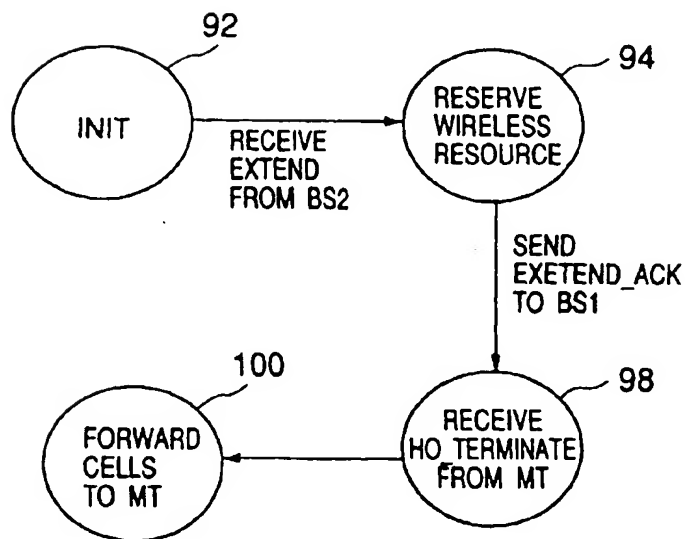 92
INIT
RECEIVE
EXTEND
FROM BS2
94
RESERVE
WIRELESS
RESOURCE
SEND
EXETEND_ACK
TO BS1
100
FORWARD
CELLS
TO MT
98
RECEIVE
HO_TERMINATE
FROM MT